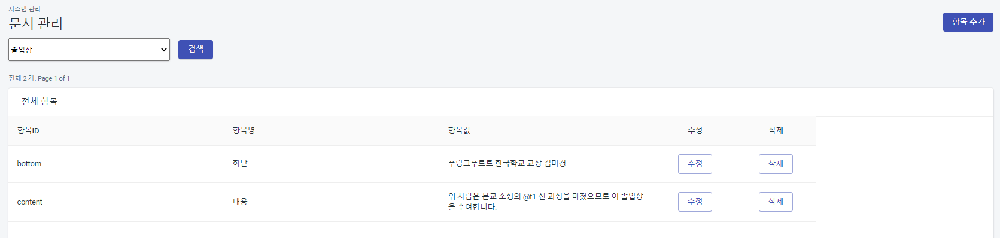 시스템 관리
문서 관리
항목 추가
졸업장
검색
전체 2 개. Page 1 of 1
전체 항목
항목ID 항목명 항목값 수정 삭제
bottom 하단 푸랑크푸르트 한국학교 교장 김미경 수정 삭제
content 내용 위 사람은 본교 소정의 @t1 전 과정을 마쳤으므로 이 졸업장 수정 삭제
을 수여합니다.